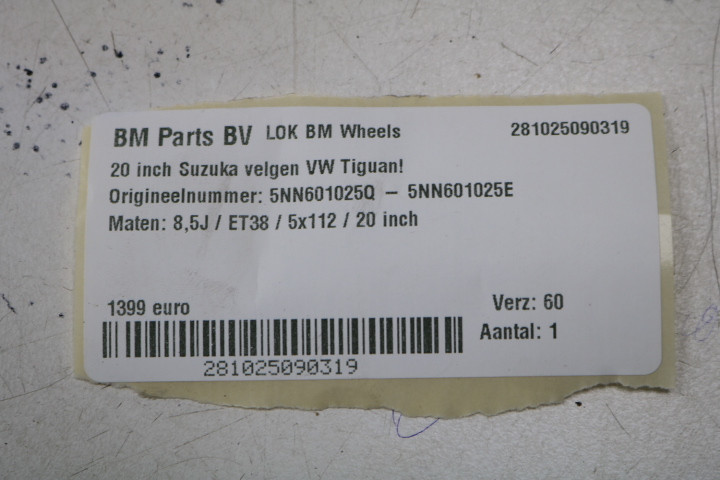 BM Parts BV LOK BM Wheels 281025090319
20 inch Suzuka velgen VW Tiguan!
Origineelnummer: 5NN601025Q – 5NN601025E
Maten: 8,5J / ET38 / 5x112 / 20 inch
1399 euro Verz: 60
Aantal: 1
281025090319